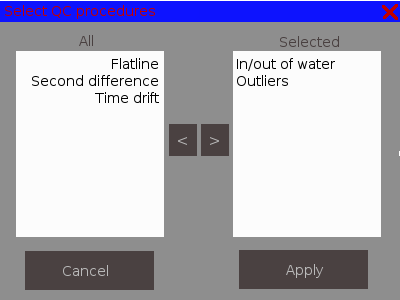 Select QC procedures
All
Selected
Flatline
Second difference
Time drift
In/out of water
Outliers
< >
Cancel
Apply